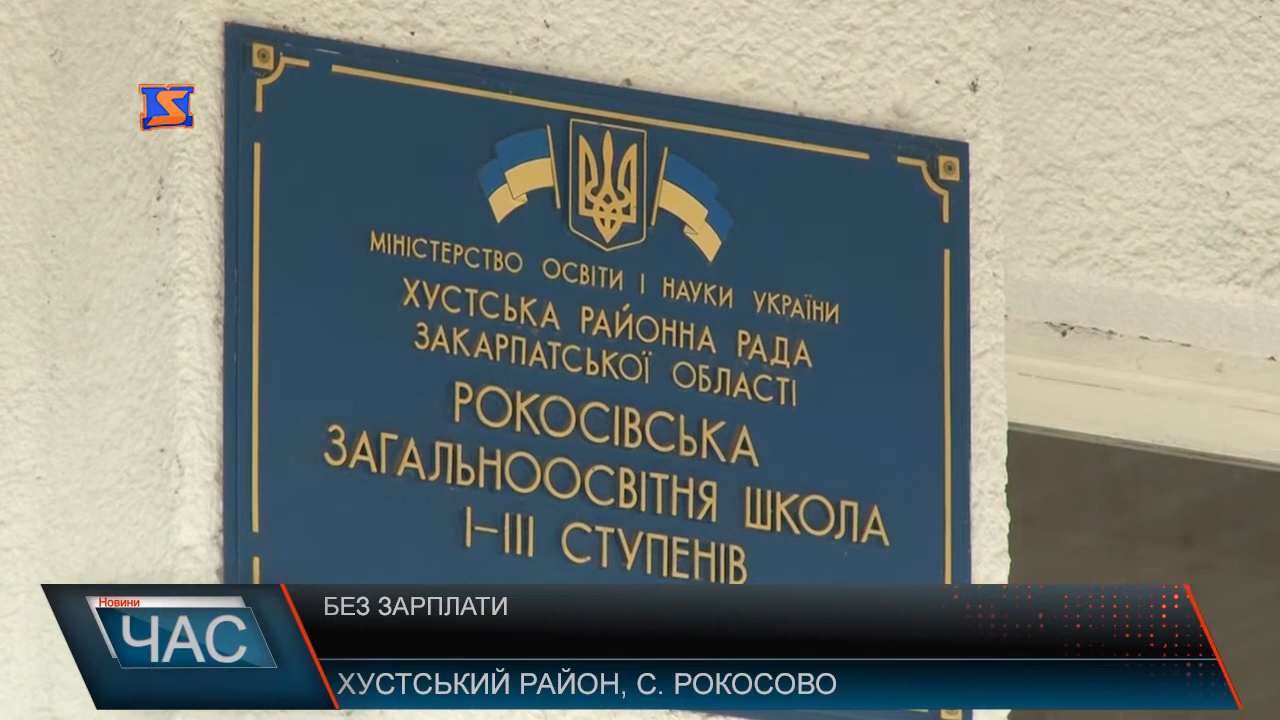 МІНІСТЕРСТВО ОСВІТИ І НАУКИ УКРАЇНИ
ХУСТСЬКА РАЙОННА РАДА
ЗАКАРПАТСЬКОЇ ОБЛАСТІ
РОКОСІВСЬКА
ЗАГАЛЬНООСВІТНЯ ШКОЛА
І–ІІІ СТУПЕНІВ
Новини
ЧАС
БЕЗ ЗАРПЛАТИ
ХУСТСЬКИЙ РАЙОН, С. РОКОСОВО